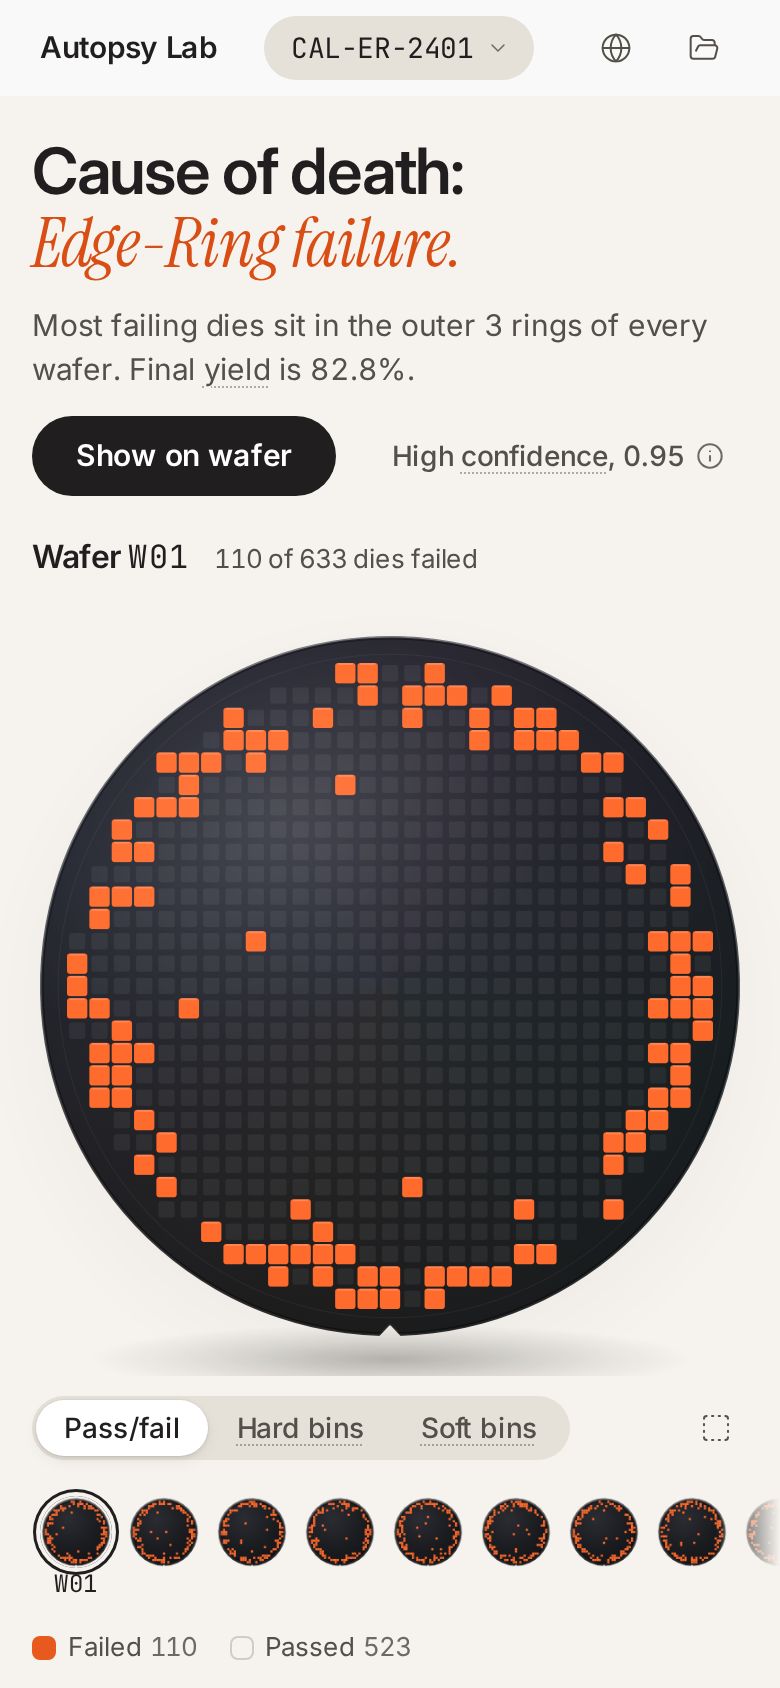 Autopsy Lab
CAL-ER-2401
Cause of death:
Edge-Ring failure.
Most failing dies sit in the outer 3 rings of every
wafer. Final yield is 82.8%.
Show on wafer
High confidence, 0.95
Wafer W01 110 of 633 dies failed
Pass/fail
Hard bins
Soft bins
W01
Failed 110
Passed 523